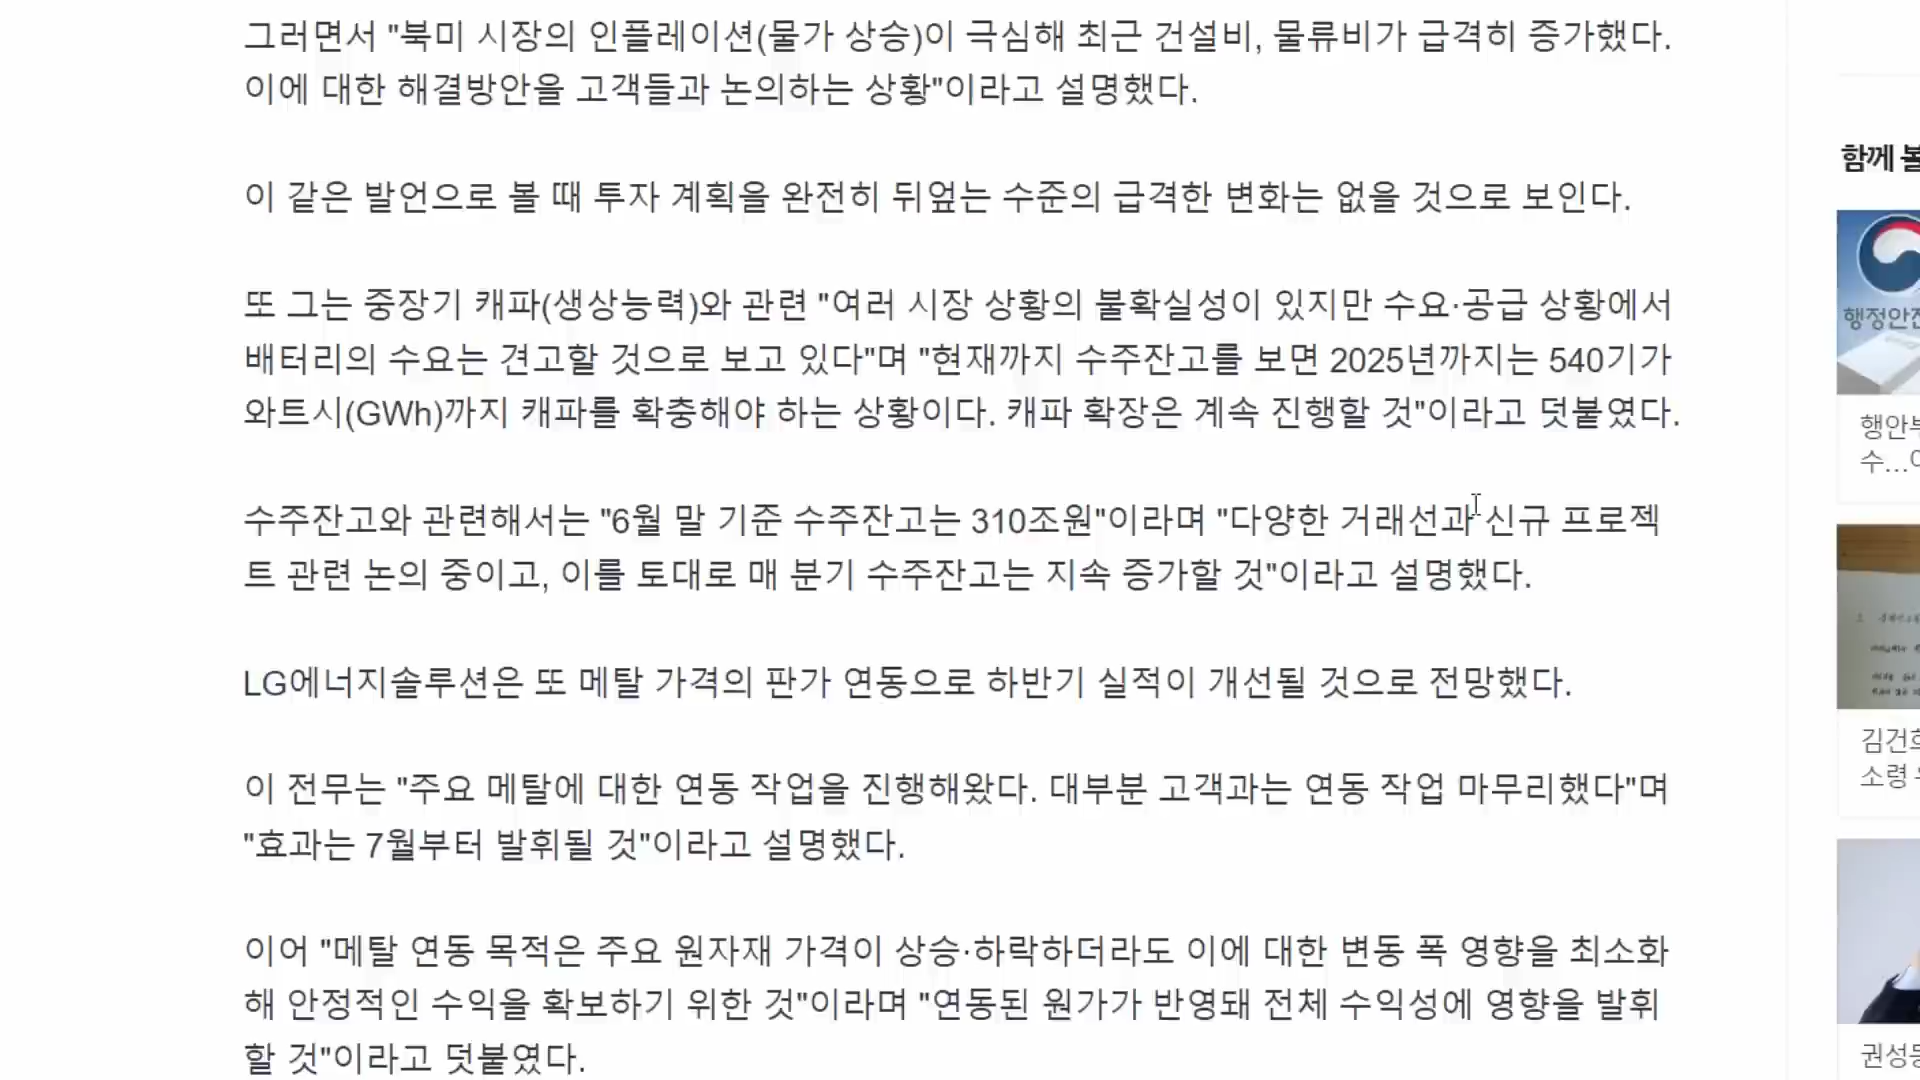 그러면서 "북미 시장의 인플레이션(물가 상승)이 극심해 최근 건설비, 물류비가 급격히 증가했다.
이에 대한 해결방안을 고객들과 논의하는 상황"이라고 설명했다.
이 같은 발언으로 볼 때 투자 계획을 완전히 뒤엎는 수준의 급격한 변화는 없을 것으로 보인다.
또 그는 중장기 캐파(생상능력)와 관련 "여러 시장 상황의 불확실성이 있지만 수요·공급 상황에서
배터리의 수요는 견고할 것으로 보고 있다"며 "현재까지 수주잔고를 보면 2025년까지는 540기가
와트시(GWh)까지 캐파를 확충해야 하는 상황이다. 캐파 확장은 계속 진행할 것"이라고 덧붙였다.
수주잔고와 관련해서는 "6월 말 기준 수주잔고는 310조원"이라며 "다양한 거래선과 신규 프로젝
트 관련 논의 중이고, 이를 토대로 매 분기 수주잔고는 지속 증가할 것"이라고 설명했다.
LG에너지솔루션은 또 메탈 가격의 판가 연동으로 하반기 실적이 개선될 것으로 전망했다.
이 전무는 "주요 메탈에 대한 연동 작업을 진행해왔다. 대부분 고객과는 연동 작업 마무리했다"며
"효과는 7월부터 발휘될 것"이라고 설명했다.
이어 "메탈 연동 목적은 주요 원자재 가격이 상승·하락하더라도 이에 대한 변동 폭 영향을 최소화
해 안정적인 수익을 확보하기 위한 것"이라며 "연동된 원가가 반영돼 전체 수익성에 영향을 발휘
할 것"이라고 덧붙였다.
함께 볼
행정안전
행안부
수...
김건희
소령
권성동